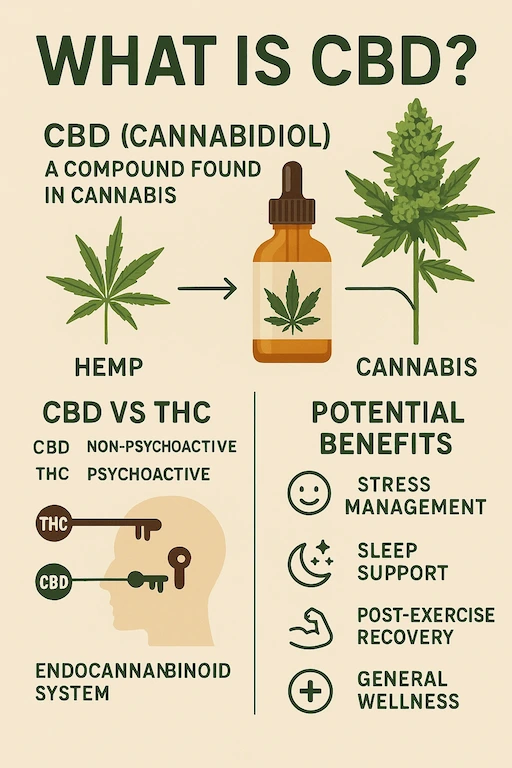 WHAT IS CBD?
CBD (CANNABIDIOL)
A COMPOUND FOUND
IN CANNABIS
HEMP
CANNABIS
CBD VS THC
CBD NON-PSYCHOACTIVE
THC PSYCHOACTIVE
THC
CBD
ENDOCANNANBINOID
SYSTEM
POTENTIAL
BENEFITS
STRESS
MANAGEMENT
SLEEP
SUPPORT
POST-EXERCISE
RECOVERY
GENERAL
WELLNESS